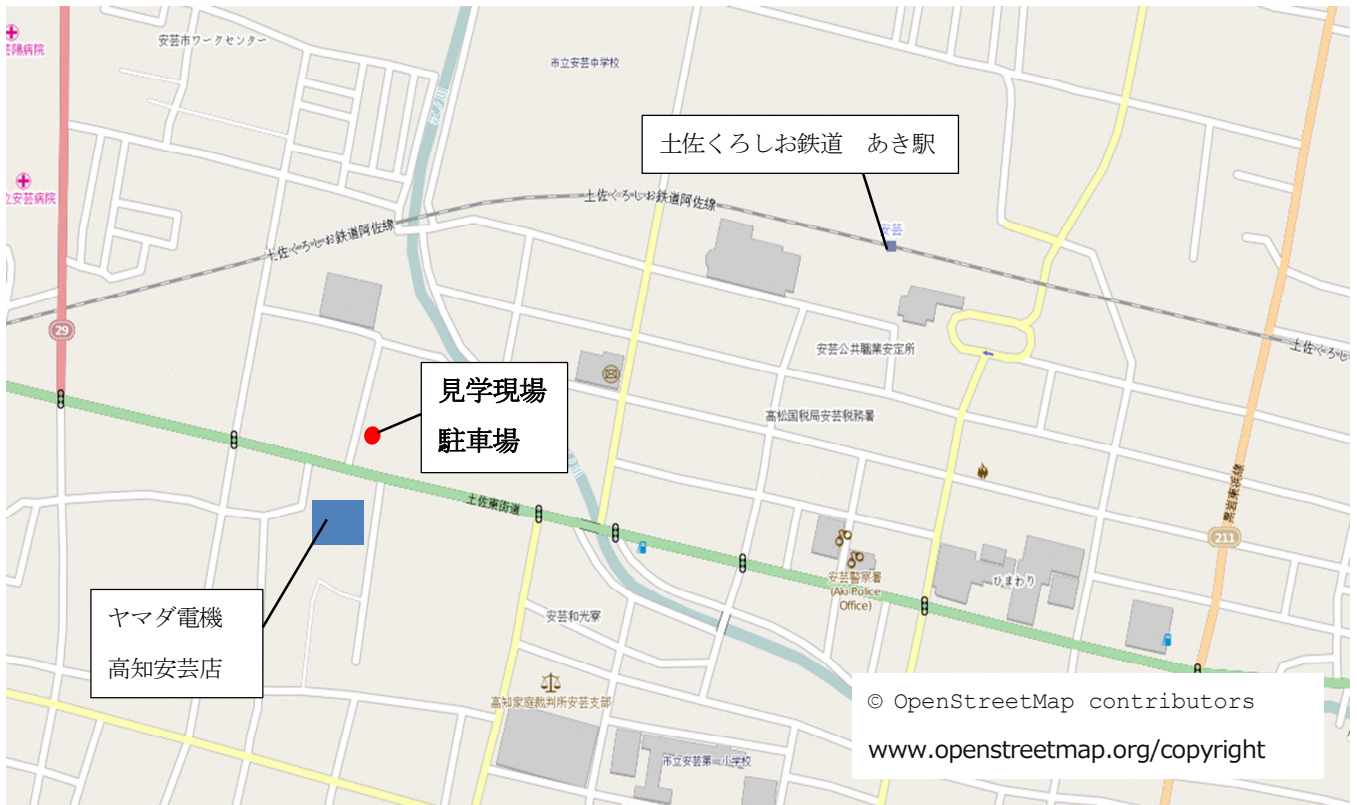 安芸市ワークセンター
市立安芸中学校
土佐くろしお鉄道　あき駅
土佐くろしお鉄道阿佐線
安芸
土佐くろしお鉄道阿佐線
29
安芸公共職業安定所
土佐くろし
見学現場
駐車場
高松国税局安芸税務署
黒岩東浜線
土佐東街道
211
安芸警察署
(Aki Police
Office)
ひまわり
ヤマダ電機
高知安芸店
安芸和光寮
高知家庭裁判所安芸支部
市立安芸第一小学校
© OpenStreetMap contributors
www.openstreetmap.org/copyright